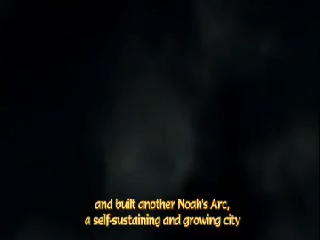 and built another Noah's Arc,
a self-sustaining and growing city